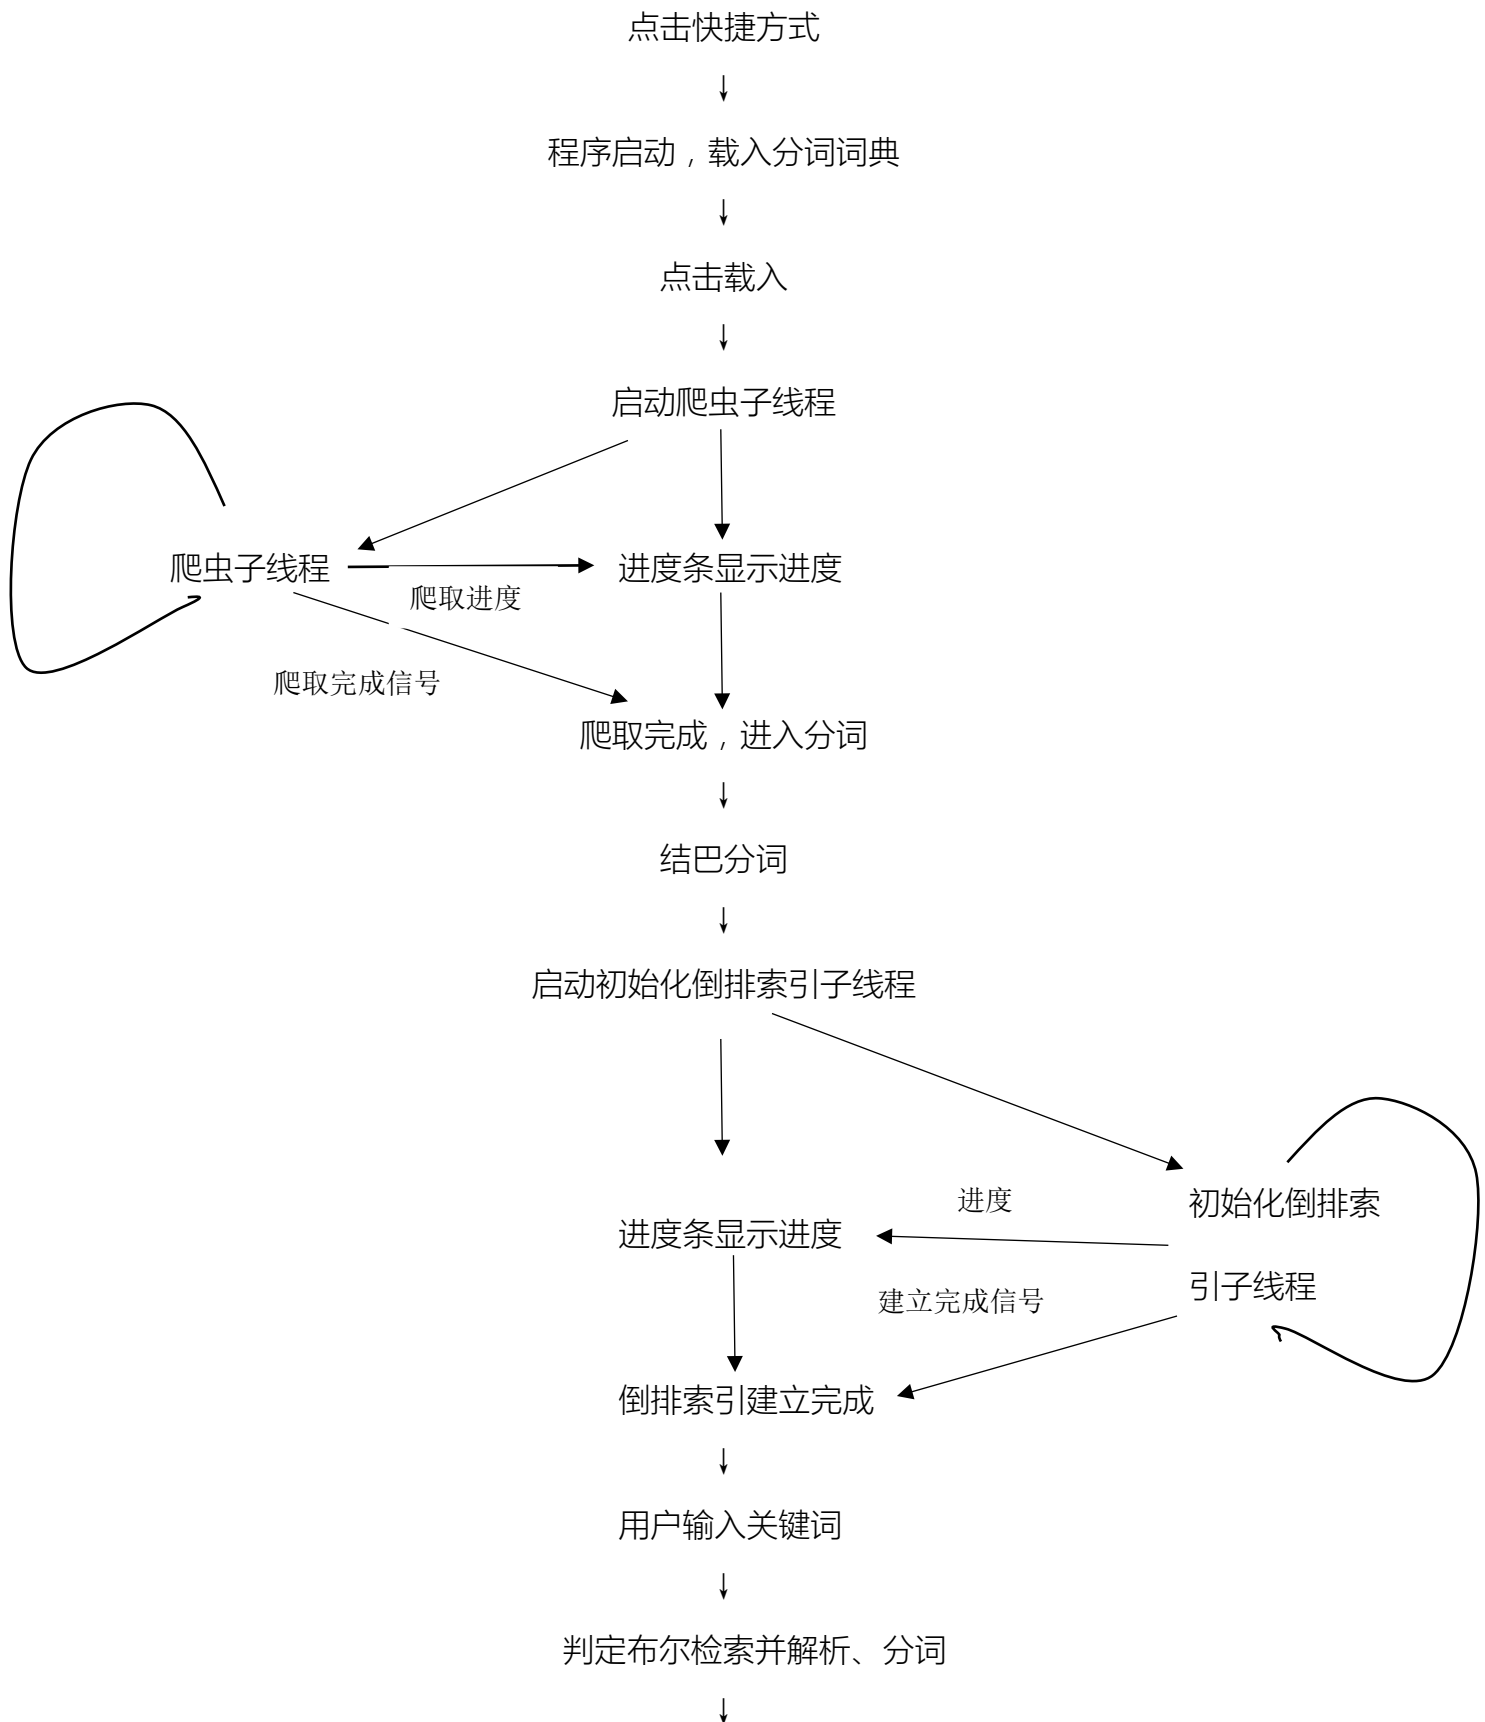 点击快捷方式
↓
程序启动，载入分词词典
↓
点击载入
↓
启动爬虫子线程
爬虫子线程
爬取进度
进度条显示进度
爬取完成信号
爬取完成，进入分词
↓
结巴分词
↓
启动初始化倒排索引子线程
进度
初始化倒排索
进度条显示进度
引子线程
建立完成信号
倒排索引建立完成
↓
用户输入关键词
↓
判定布尔检索并解析、分词
↓